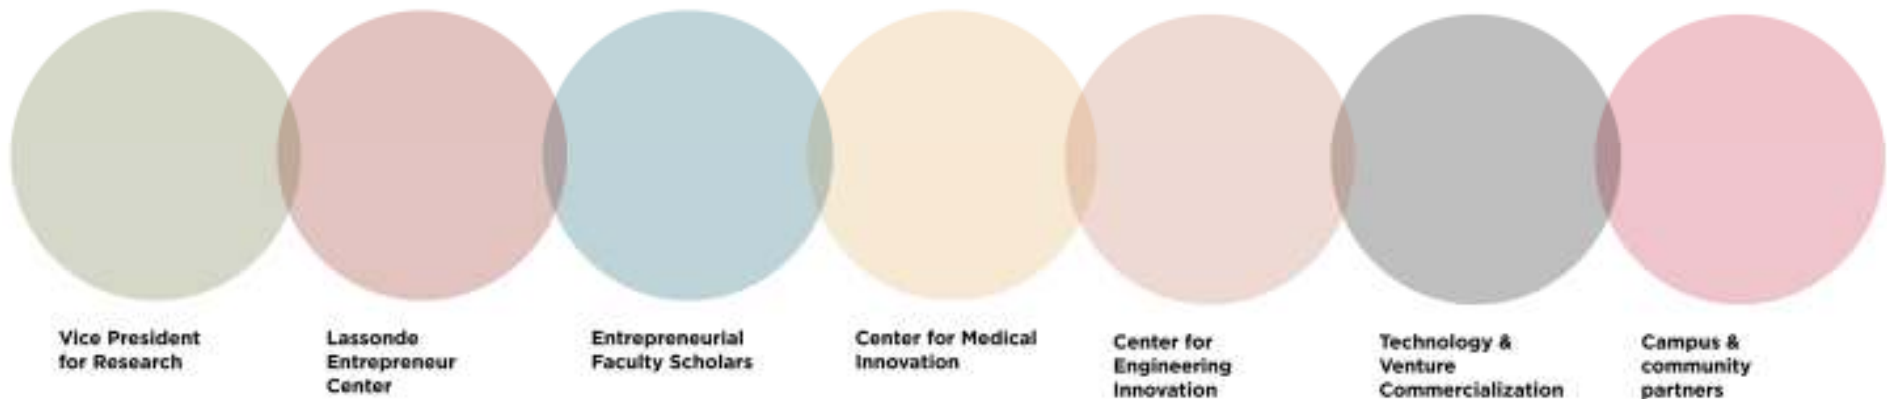 Vice President
for Research
Lassonde
Entrepreneur
Center
Entrepreneurial
Faculty Scholars
Center for Medical
Innovation
Center for
Engineering
Innovation
Technology &
Venture
Commercialization
Campus &
community
partners